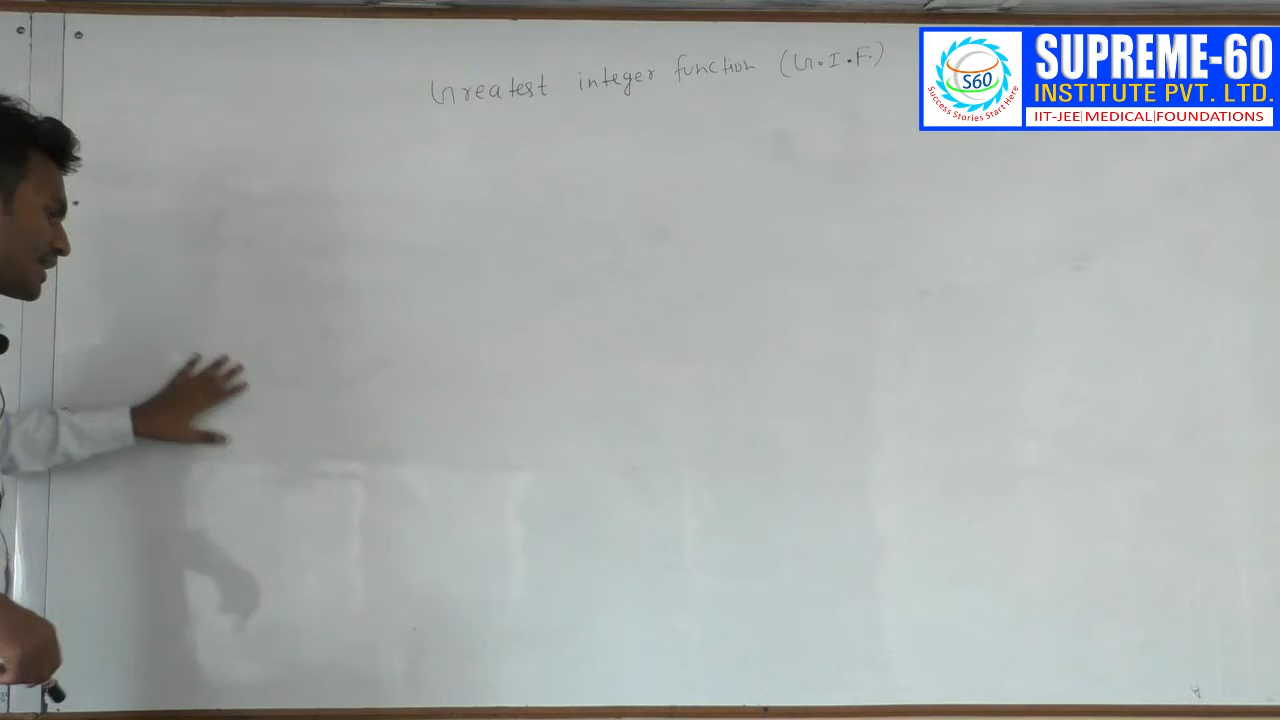 Greatest integer function (G.I.F.)
SUPREME-60
INSTITUTE PVT. LTD.
IIT-JEE|MEDICAL|FOUNDATIONS
S60
Success Stories Start Here